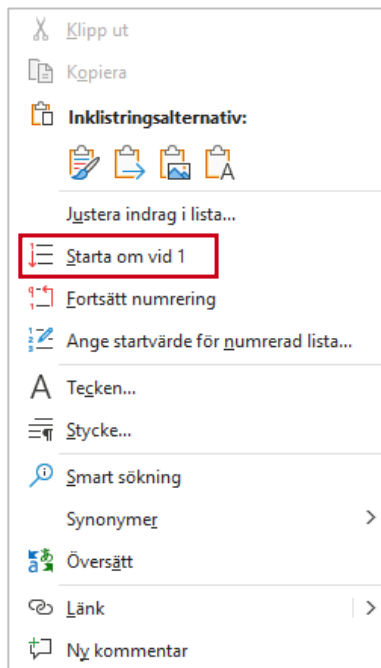 Klipp ut
Kopiera
Inklistringsalternativ:
Justera indrag i lista...
Starta om vid 1
Fortsätt numrering
Ange startvärde för numrerad lista...
Tecken...
Stycke...
Smart sökning
Synonymer
Översätt
Länk
Ny kommentar